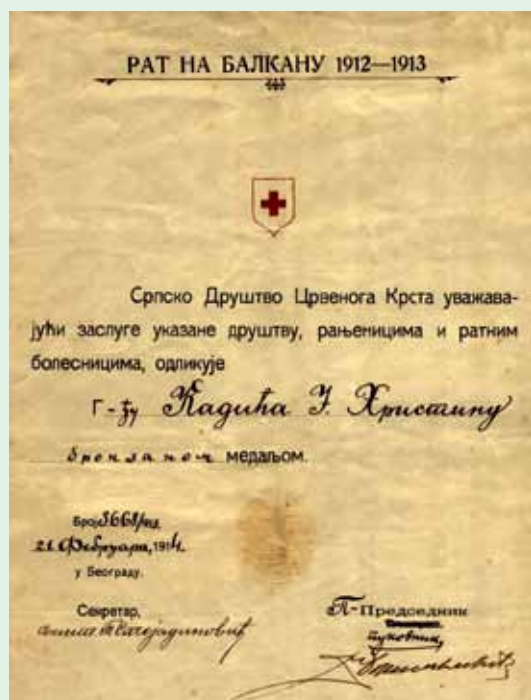 РАТ НА БАЛКАНУ 1912—1913
Српско Друштво Црвенога Крста уважава-
јући заслуге указане друштву, рањеницима и ратним
болесницима, одликује
Г-ђу Кадића J. Христину
бронзаном медаљом.
Број
21. Фебруара, 1914.
у Београду.
Секретар,
П-Председник
пуковник,